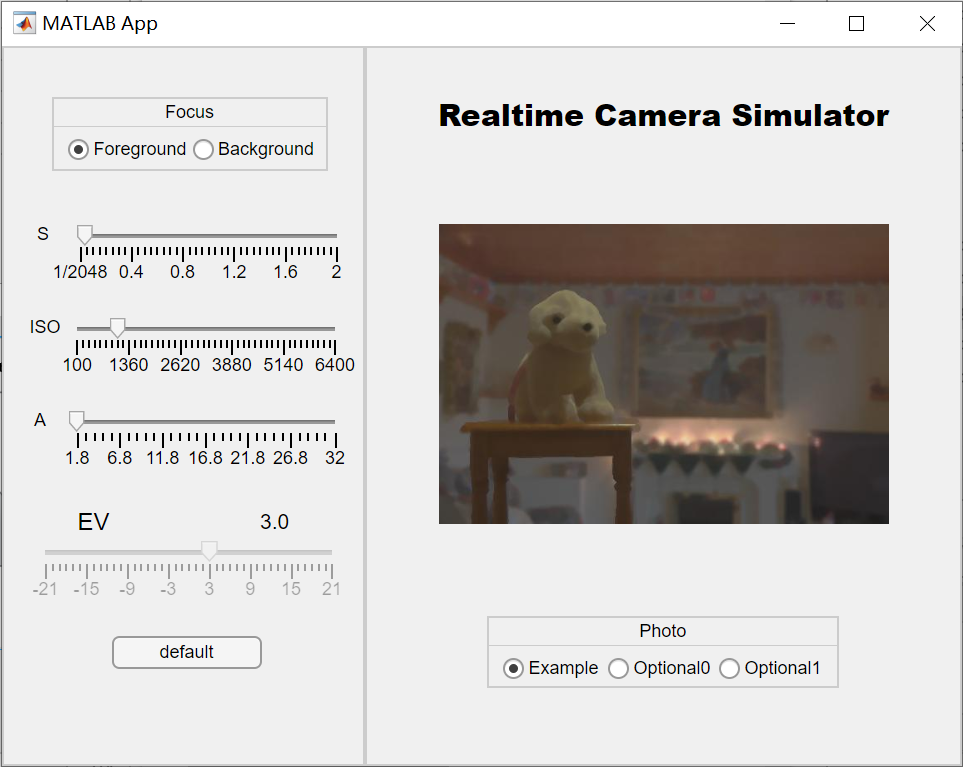 MATLAB App
Focus
Foreground Background
S
1/2048 0.4 0.8 1.2 1.6 2
ISO
100 1360 2620 3880 5140 6400
A
1.8 6.8 11.8 16.8 21.8 26.8 32
EV 3.0
-21 -15 -9 -3 3 9 15 21
default
Realtime Camera Simulator
Photo
Example Optional0 Optional1